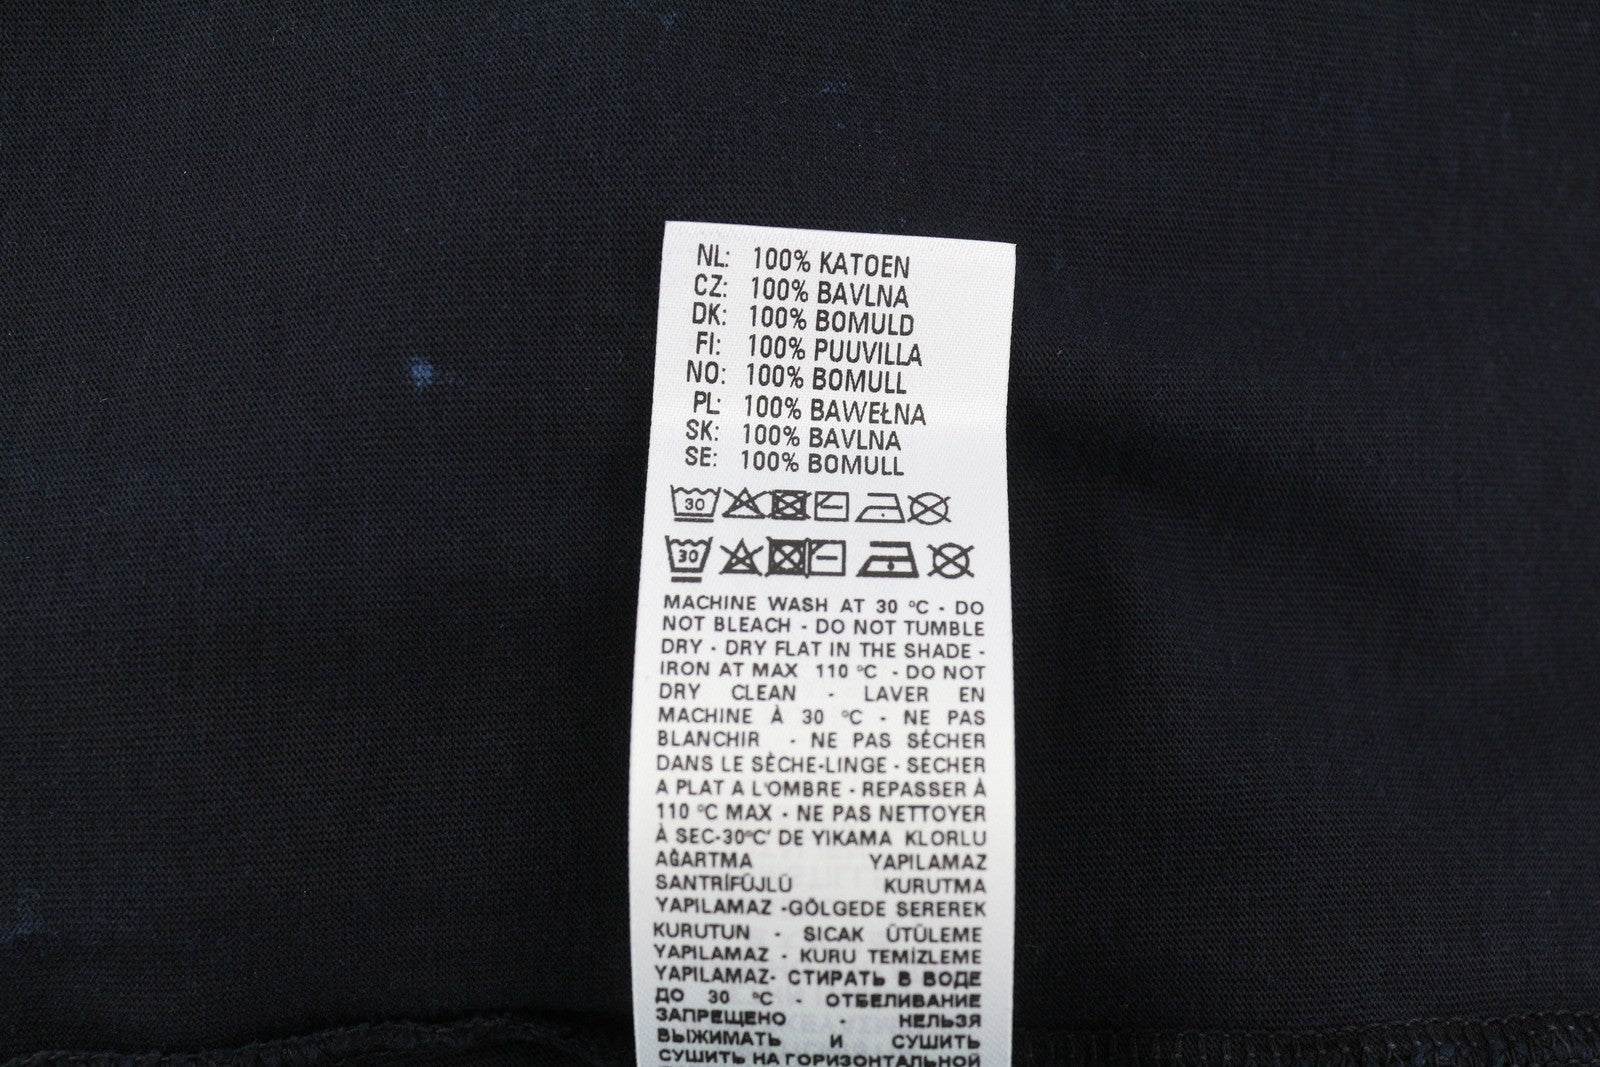 NL: 100% KATOEN
CZ: 100% BAVLNA
DK: 100% BOMULD
FI: 100% PUUVILLA
NO: 100% BOMULL
PL: 100% BAWEŁNA
SK: 100% BAVLNA
SE: 100% BOMULL
30
30
MACHINE WASH AT 30 °C - DO
NOT BLEACH - DO NOT TUMBLE
DRY - DRY FLAT IN THE SHADE -
IRON AT MAX 110 °C - DO NOT
DRY CLEAN - LAVER EN
MACHINE À 30 °C - NE PAS
BLANCHIR - NE PAS SÉCHER
DANS LE SÈCHE-LINGE - SECHER
A PLAT A L'OMBRE - REPASSER À
110 °C MAX - NE PAS NETTOYER
À SEC-30°C' DE YIKAMA KLORLU
AĞARTMA YAPILAMAZ
SANTRİFÜJLÜ KURUTMA
YAPILAMAZ -GÖLGEDE SEREREK
KURUTUN - SICAK ÜTÜLEME
YAPILAMAZ - KURU TEMİZLEME
YAPILAMAZ- СТИРАТЬ В ВОДЕ
ДО 30 °C - ОТБЕЛИВАНИЕ
ЗАПРЕЩЕНО - НЕЛЬЗЯ
ВЫЖИМАТЬ И СУШИТЬ
СУШИТЬ НА ГОРИЗОНТАЛЬНОЙ